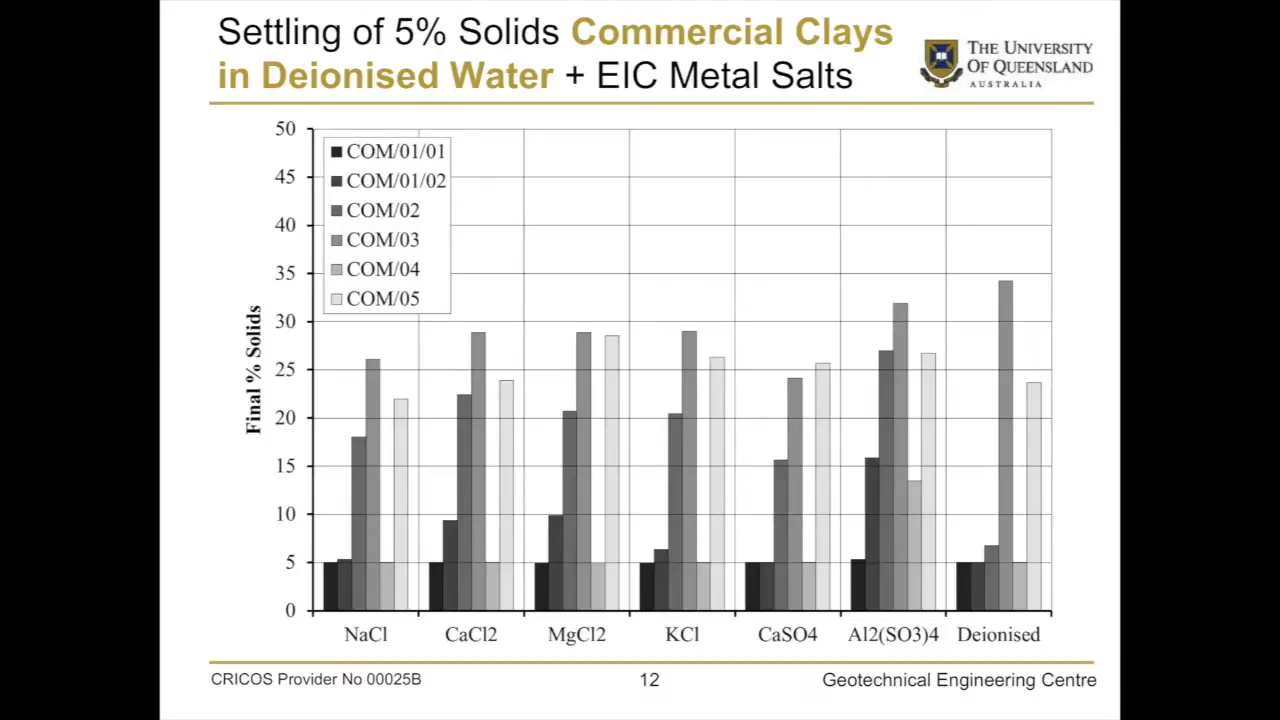 Settling of 5% Solids Commercial Clays
in Deionised Water + EIC Metal Salts
THE UNIVERSITY
OF QUEENSLAND
AUSTRALIA
50
45
40
35
30
25
20
15
10
5
0
Final % Solids
COM/01/01
COM/01/02
COM/02
COM/03
COM/04
COM/05
NaCl
CaCl2
MgCl2
KCl
CaSO4
Al2(SO3)4
Deionised
CRICOS Provider No 00025B
12
Geotechnical Engineering Centre